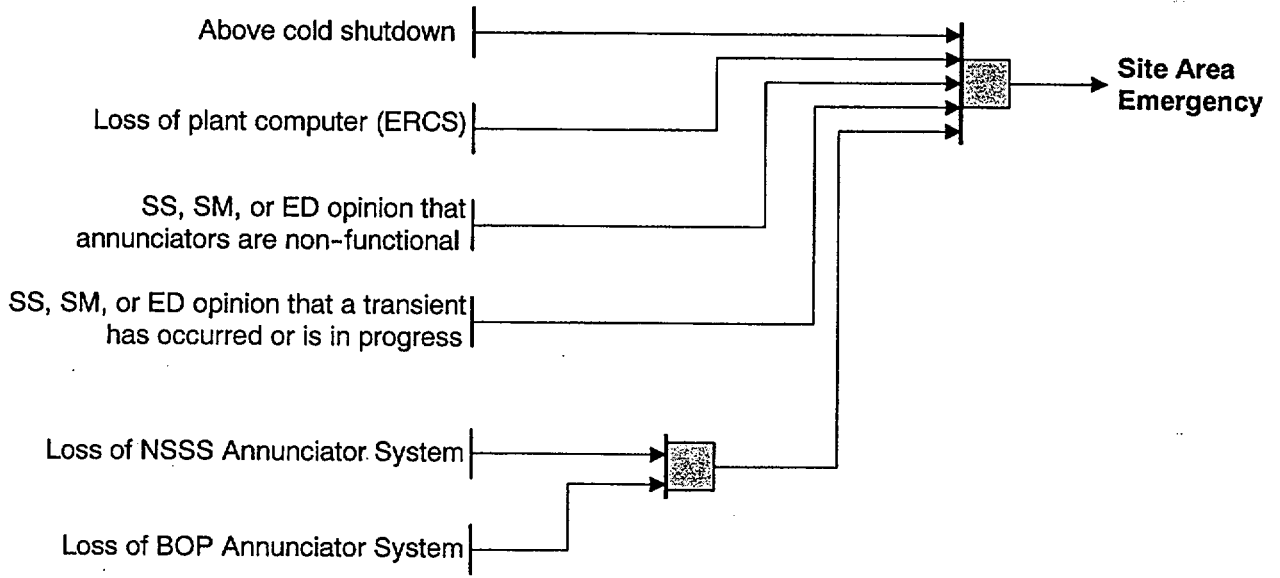 Above cold shutdown
Site Area
Emergency
Loss of plant computer (ERCS)
SS, SM, or ED opinion that
annunciators are non-functional
SS, SM, or ED opinion that a transient
has occurred or is in progress
Loss of NSSS Annunciator System
Loss of BOP Annunciator System